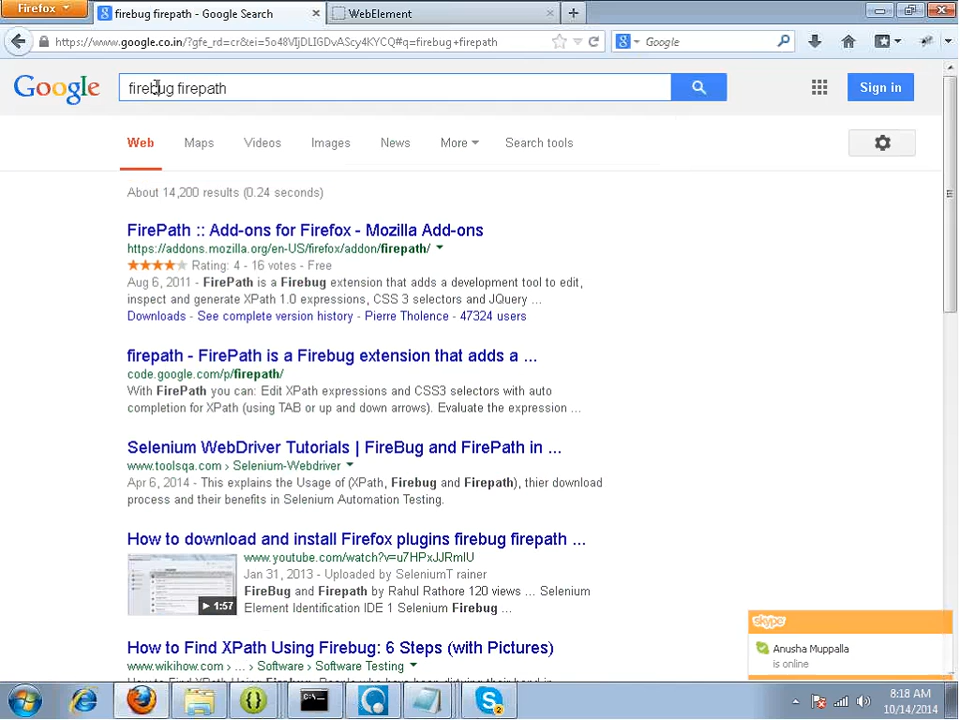 Firefox
firebug firepath - Google Search
WebElement
https://www.google.co.in/?gfe_rd=cr&ei=5o48VIjDLIGDvAScy4KYCQ#q=firebug+firepath
Google
Google
firebug firepath
Sign in
Web
Maps
Videos
Images
News
More
Search tools
About 14,200 results (0.24 seconds)
FirePath :: Add-ons for Firefox - Mozilla Add-ons
https://addons.mozilla.org/en-US/firefox/addon/firepath/
Rating: 4 - 16 votes - Free
Aug 6, 2011 - FirePath is a Firebug extension that adds a development tool to edit,
inspect and generate XPath 1.0 expressions, CSS 3 selectors and JQuery ...
Downloads - See complete version history - Pierre Tholence - 47324 users
firepath - FirePath is a Firebug extension that adds a ...
code.google.com/p/firepath/
With FirePath you can: Edit XPath expressions and CSS3 selectors with auto
completion for XPath (using TAB or up and down arrows). Evaluate the expression ...
Selenium WebDriver Tutorials | FireBug and FirePath in ...
www.toolsqa.com › Selenium-Webdriver
Apr 6, 2014 - This explains the Usage of (XPath, Firebug and Firepath), thier download
process and their benefits in Selenium Automation Testing.
How to download and install Firefox plugins firebug firepath ...
www.youtube.com/watch?v=u7HPxJJRmIU
Jan 31, 2013 - Uploaded by SeleniumT rainer
FireBug and Firepath by Rahul Rathore 120 views ... Selenium
Element Identification IDE 1 Selenium Firebug ...
1:57
How to Find XPath Using Firebug: 6 Steps (with Pictures)
www.wikihow.com › ... › Software › Software Testing
skype
Anusha Muppalla
is online
2
8:18 AM
10/14/2014